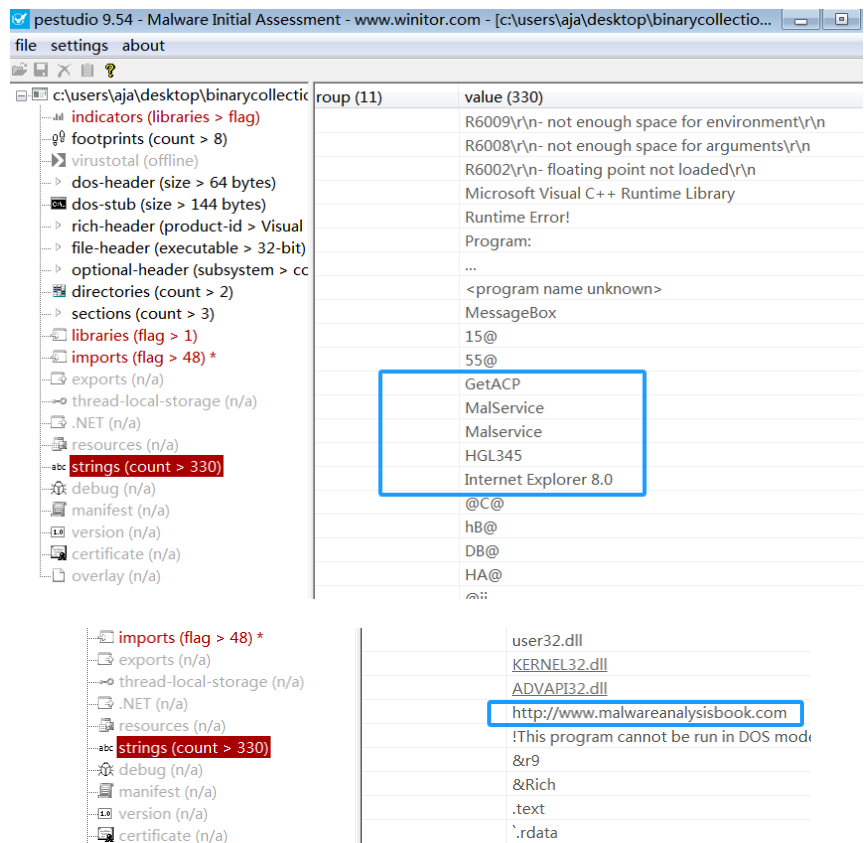 pestudio 9.54 - Malware Initial Assessment - www.winitor.com - [c:\users\aja\desktop\binarycollectio...
file settings about
c:\users\aja\desktop\binarycollectic
indicators (libraries > flag)
footprints (count > 8)
virustotal (offline)
dos-header (size > 64 bytes)
dos-stub (size > 144 bytes)
rich-header (product-id > Visual
file-header (executable > 32-bit)
optional-header (subsystem > cc
directories (count > 2)
sections (count > 3)
libraries (flag > 1)
imports (flag > 48) *
exports (n/a)
thread-local-storage (n/a)
.NET (n/a)
resources (n/a)
abc strings (count > 330)
debug (n/a)
manifest (n/a)
1.0 version (n/a)
certificate (n/a)
overlay (n/a)
roup (11) value (330)
R6009\r\n- not enough space for environment\r\n
R6008\r\n- not enough space for arguments\r\n
R6002\r\n- floating point not loaded\r\n
Microsoft Visual C++ Runtime Library
Runtime Error!
Program:
...
<program name unknown>
MessageBox
15@
55@
GetACP
MalService
Malservice
HGL345
Internet Explorer 8.0
@C@
hB@
DB@
HA@
imports (flag > 48) *
exports (n/a)
thread-local-storage (n/a)
.NET (n/a)
resources (n/a)
abc strings (count > 330)
debug (n/a)
manifest (n/a)
1.0 version (n/a)
certificate (n/a)
user32.dll
KERNEL32.dll
ADVAPI32.dll
http://www.malwareanalysisbook.com
!This program cannot be run in DOS mode
&r9
&Rich
.text
`.rdata